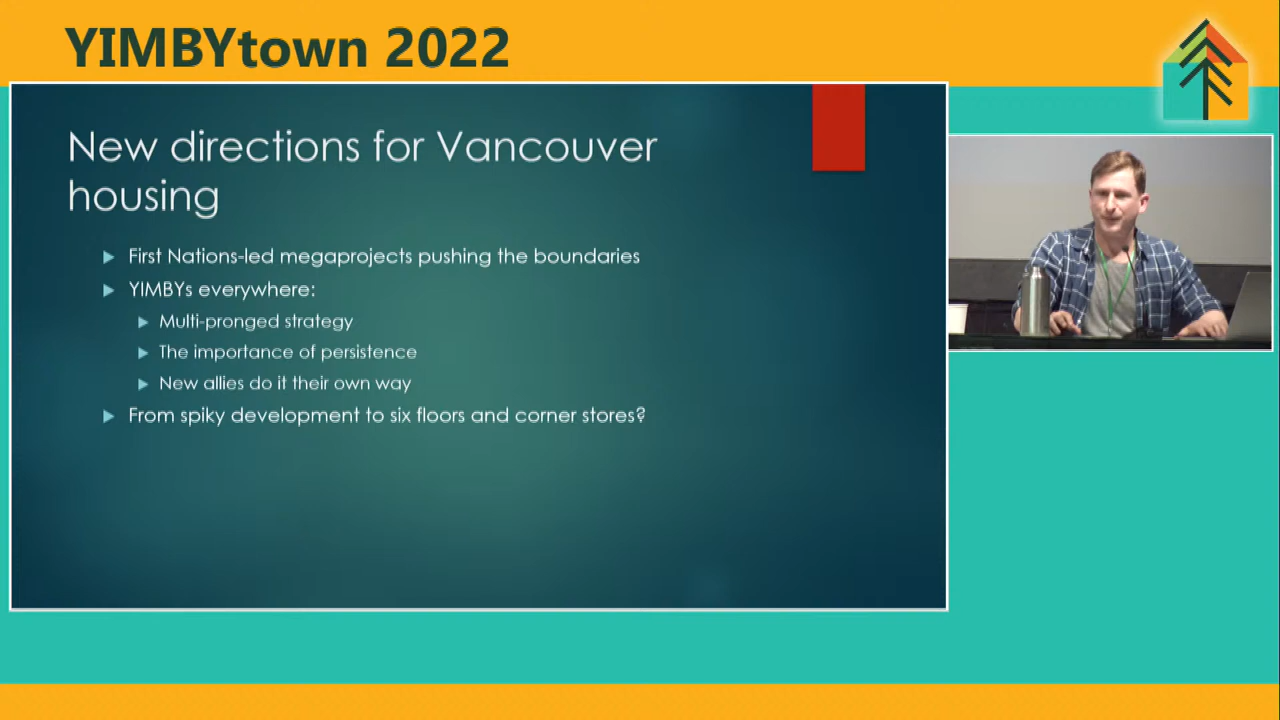 YIMBYtown 2022
New directions for Vancouver
housing
First Nations-led megaprojects pushing the boundaries
YIMBYs everywhere:
Multi-pronged strategy
The importance of persistence
New allies do it their own way
From spiky development to six floors and corner stores?